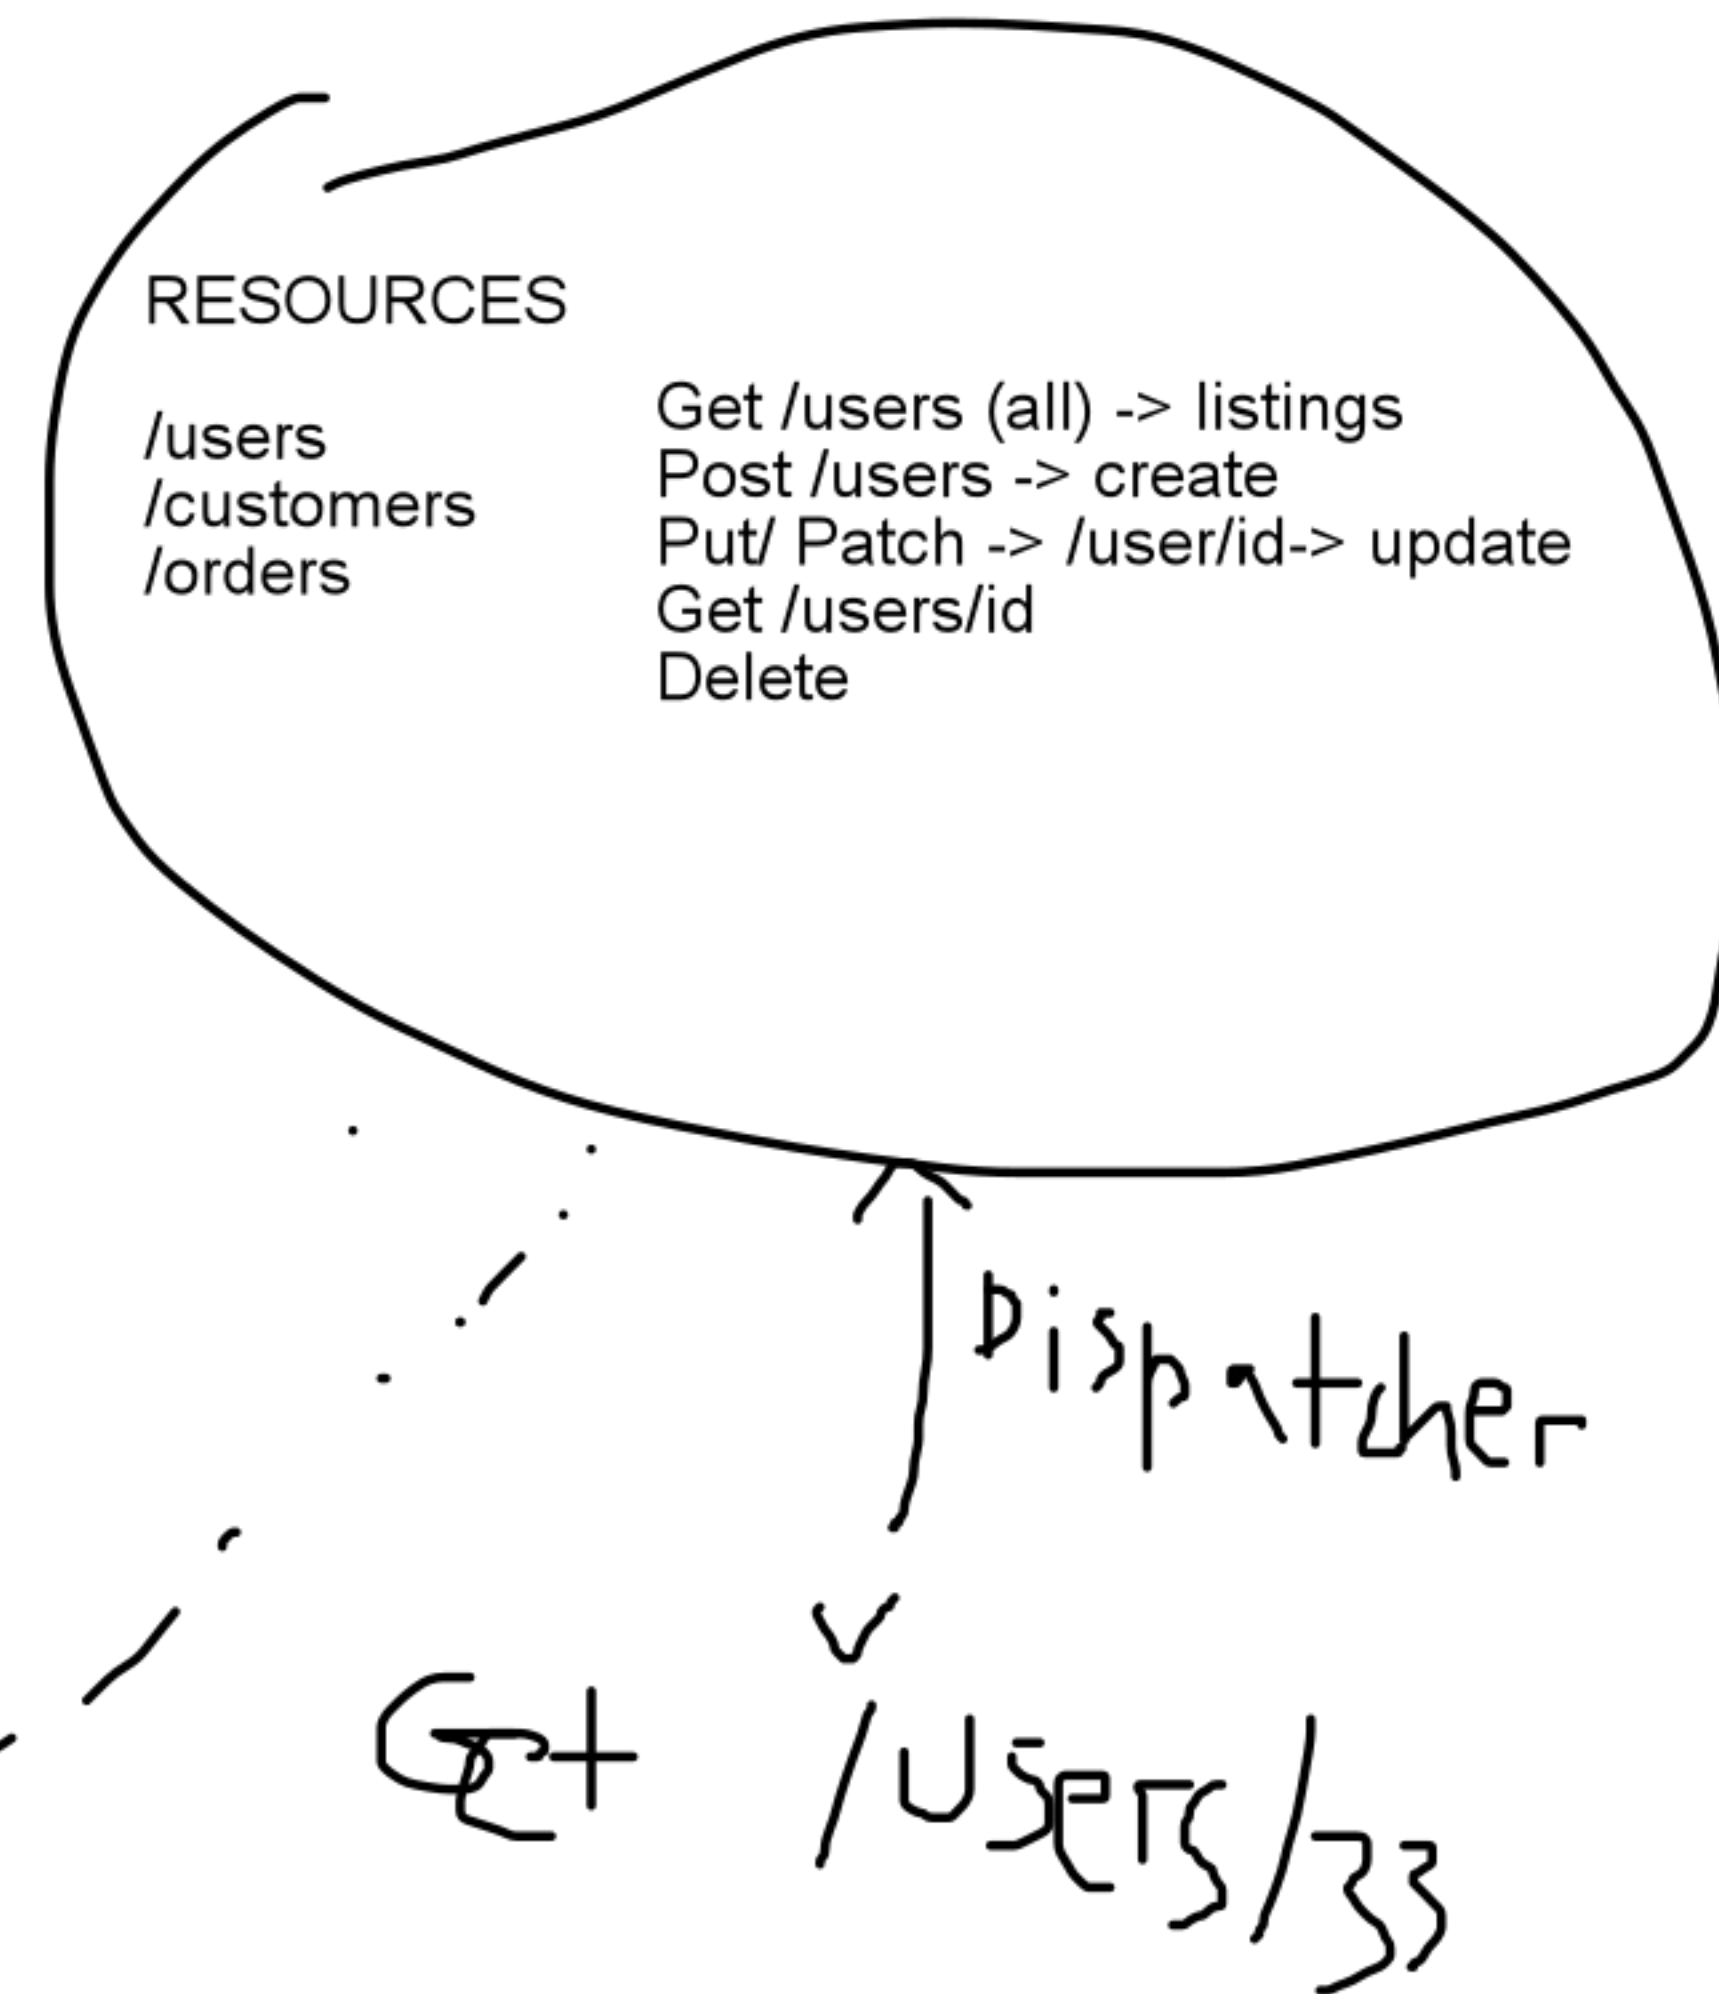 RESOURCES
/users
/customers
/orders
Get /users (all) -> listings
Post /users -> create
Put/ Patch -> /user/id-> update
Get /users/id
Delete
Dispatcher
Get /Users/33